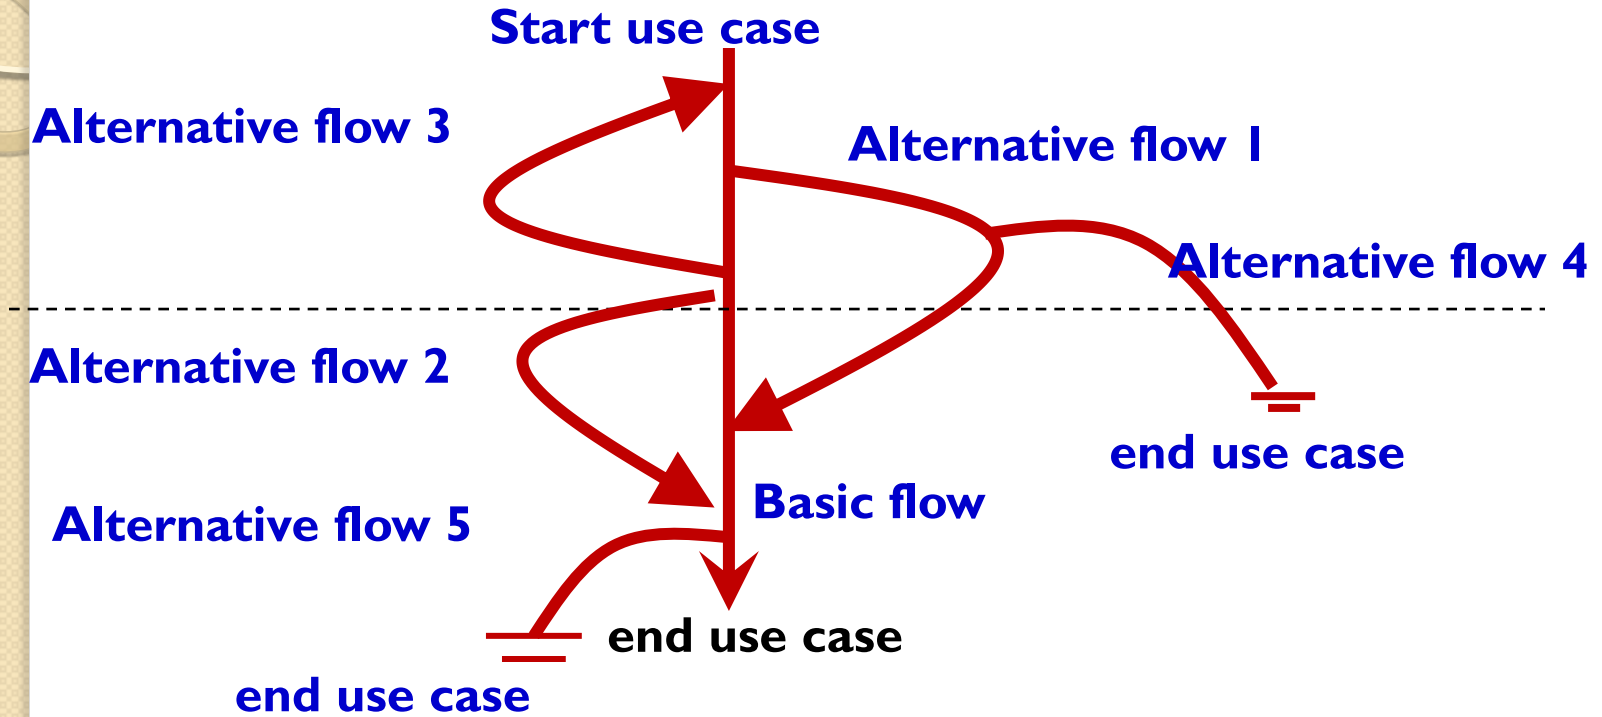 Start use case
Alternative flow 3
Alternative flow 1
Alternative flow 4
Alternative flow 2
end use case
Basic flow
Alternative flow 5
end use case
end use case